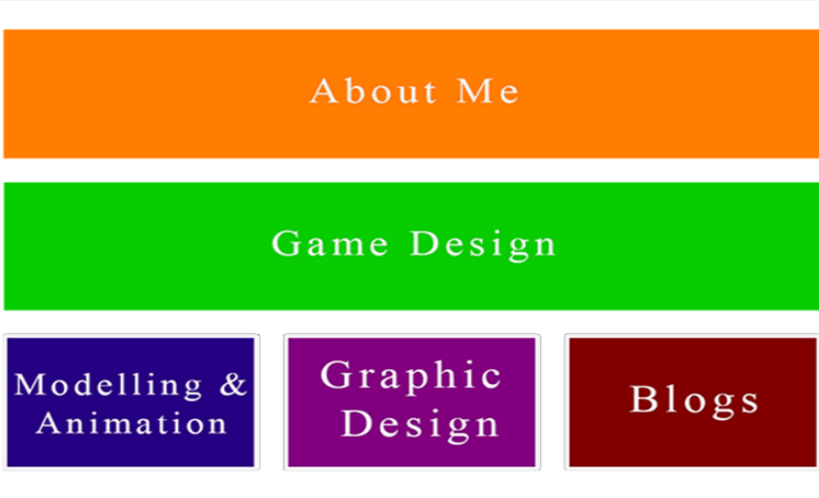 About Me
Game Design
Modelling &
Animation
Graphic
Design
Blogs